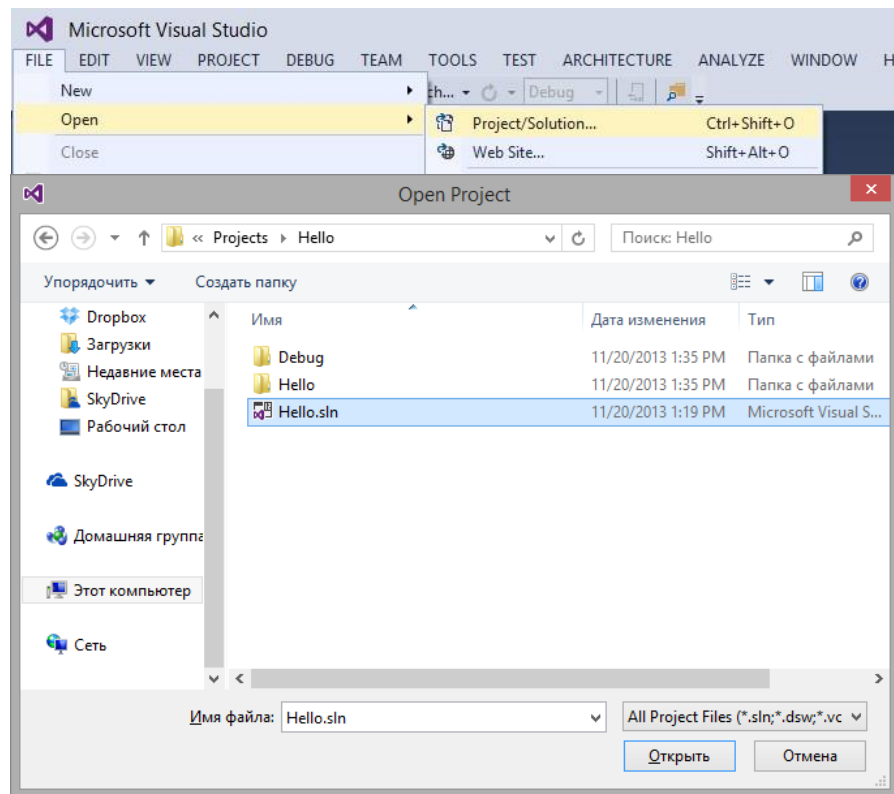 Microsoft Visual Studio
FILE EDIT VIEW PROJECT DEBUG TEAM TOOLS TEST ARCHITECTURE ANALYZE WINDOW H
New ch... Debug
Open Project/Solution... Ctrl+Shift+O
Close Web Site... Shift+Alt+O
Open Project
« Projects Hello Поиск: Hello
Упорядочить Создать папку
Имя Дата изменения Тип
Dropbox
Загрузки
Недавние места
SkyDrive
Рабочий стол
SkyDrive
Домашняя группа
Этот компьютер
Сеть
Debug 11/20/2013 1:35 PM Папка с файлами
Hello 11/20/2013 1:35 PM Папка с файлами
Hello.sln 11/20/2013 1:19 PM Microsoft Visual S...
Имя файла: Hello.sln All Project Files (*.sln;*.dsw;*.vc
Открыть Отмена